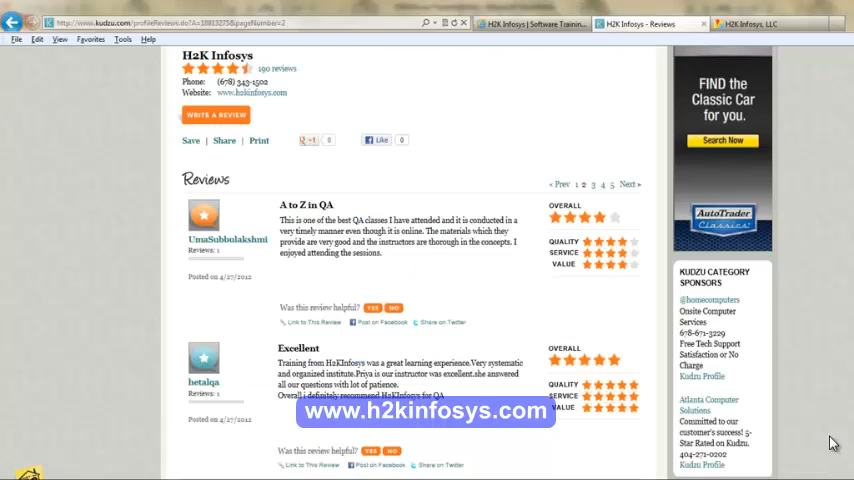 http://www.kudzu.com/profileReviews.do?A=18813275&pageNumber=2
H2K Infosys | Software Trainin...
H2K Infosys - Reviews
H2K Infosys, LLC
File Edit View Favorites Tools Help
H2K Infosys
190 reviews
Phone: (678) 343-1502
Website: www.h2kinfosys.com
WRITE A REVIEW
Save | Share | Print
+1 0
Like 0
Reviews
« Prev 1 2 3 4 5 Next »
A to Z in QA
UmaSubbulakshmi
Reviews: 1
Posted on 4/27/2012
This is one of the best QA classes I have attended and it is conducted in a
very timely manner even though it is online. The materials which they
provide are very good and the instructors are thorough in the concepts. I
enjoyed attending the sessions.
OVERALL
QUALITY
SERVICE
VALUE
Was this review helpful? YES NO
Link to This Review Post on Facebook Share on Twitter
Excellent
hetalqa
Reviews: 1
Posted on 4/27/2012
Training from H2KInfosys was a great learning experience.Very systematic
and organized institute.Priya is our instructor was excellent.she answered
all our questions with lot of patience.
Overall i definitely recommend H2KInfosys for QA
OVERALL
QUALITY
SERVICE
VALUE
www.h2kinfosys.com
Was this review helpful? YES NO
Link to This Review Post on Facebook Share on Twitter
FIND the
Classic Car
for you.
Search Now
AutoTrader
Classics
KUDZU CATEGORY
SPONSORS
@homecomputers
Onsite Computer
Services
678-671-3229
Free Tech Support
Satisfaction or No
Charge
Kudzu Profile
Atlanta Computer
Solutions
Committed to our
customer's success! 5-
Star Rated on Kudzu.
404-271-0202
Kudzu Profile